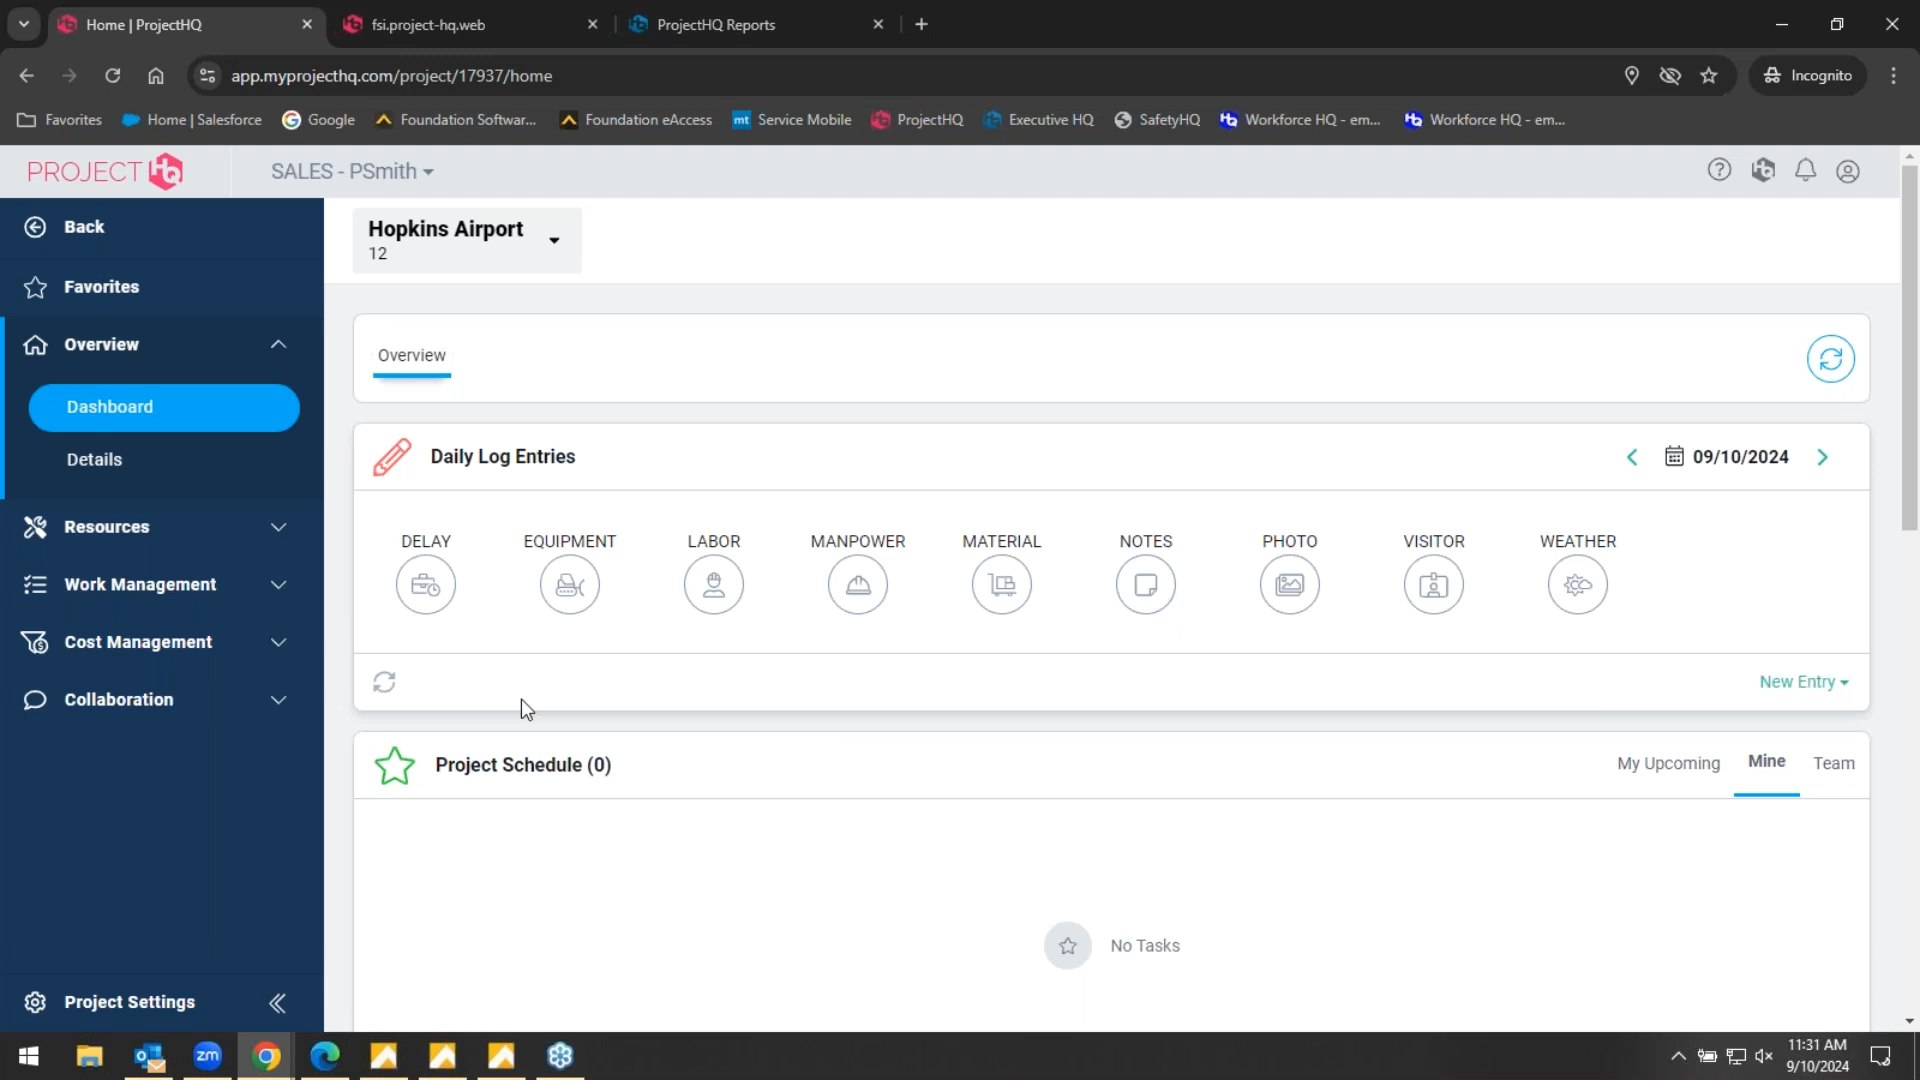 Home | ProjectHQ
fsi.project-hq.web
ProjectHQ Reports
app.myprojecthq.com/project/17937/home
Incognito
Favorites
Home | Salesforce
Google
Foundation Softwar...
Foundation eAccess
mt Service Mobile
ProjectHQ
Executive HQ
SafetyHQ
Workforce HQ - em...
Workforce HQ - em...
PROJECT HQ
SALES - PSmith
Back
Favorites
Overview
Dashboard
Details
Resources
Work Management
Cost Management
Collaboration
Project Settings
Hopkins Airport
12
Overview
Daily Log Entries
09/10/2024
DELAY
EQUIPMENT
LABOR
MANPOWER
MATERIAL
NOTES
PHOTO
VISITOR
WEATHER
New Entry
Project Schedule (0)
My Upcoming
Mine
Team
No Tasks
zm
11:31 AM
9/10/2024